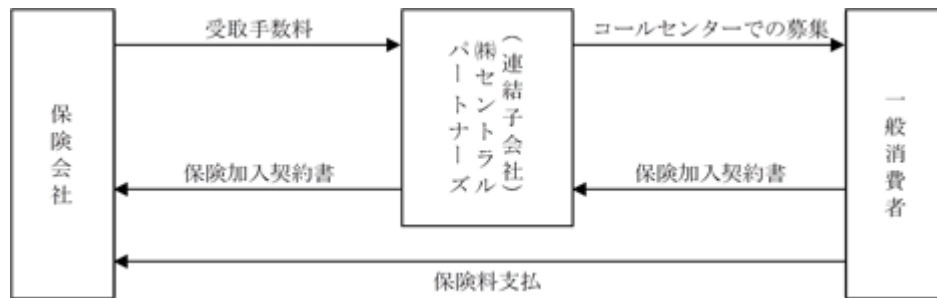 受取手数料
コールセンターでの募集
保険会社
(連結子会社)
㈱セントラル
パートナーズ
一般消費者
保険加入契約書
保険加入契約書
保険料支払